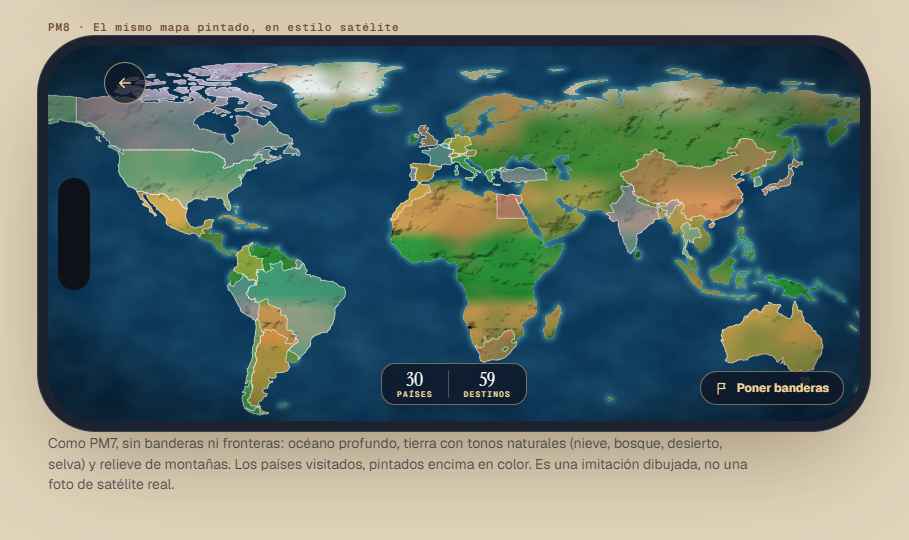 PM8 · El mismo mapa pintado, en estilo satélite
30
PAÍSES
59
DESTINOS
Poner banderas
Como PM7, sin banderas ni fronteras: océano profundo, tierra con tonos naturales (nieve, bosque, desierto,
selva) y relieve de montañas. Los países visitados, pintados encima en color. Es una imitación dibujada, no una
foto de satélite real.